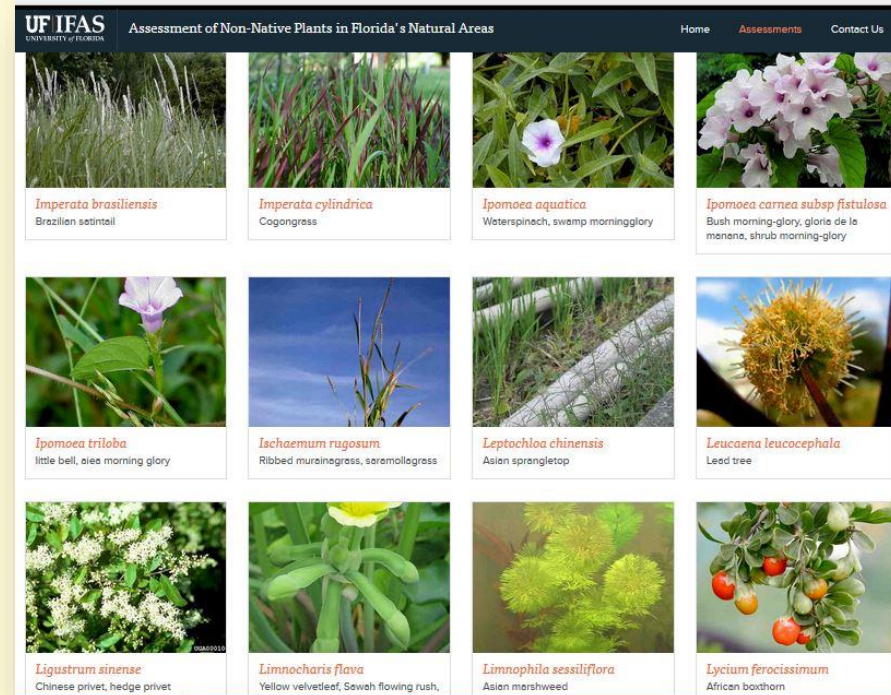 UF IFAS
UNIVERSITY of FLORIDA
Assessment of Non-Native Plants in Florida's Natural Areas
Home
Assessments
Contact Us
Imperata brasiliensis
Brazilian satintail
Imperata cylindrica
Cogongrass
Ipomoea aquatica
Waterspinach, swamp morningglory
Ipomoea carnea subsp fistulosa
Bush morning-glory, gloria de la
manana, shrub morning-glory
Ipomoea triloba
little bell, aiea morning glory
Ischaemum rugosum
Ribbed murainagrass, saramollagrass
Leptochloa chinensis
Asian sprangletop
Leucaena leucocephala
Lead tree
UGA00010
Ligustrum sinense
Chinese privet, hedge privet
Limnocharis flava
Yellow velvetleaf, Sawah flowing rush,
Limnophila sessiliflora
Asian marshweed
Lycium ferocissimum
African boxthorn